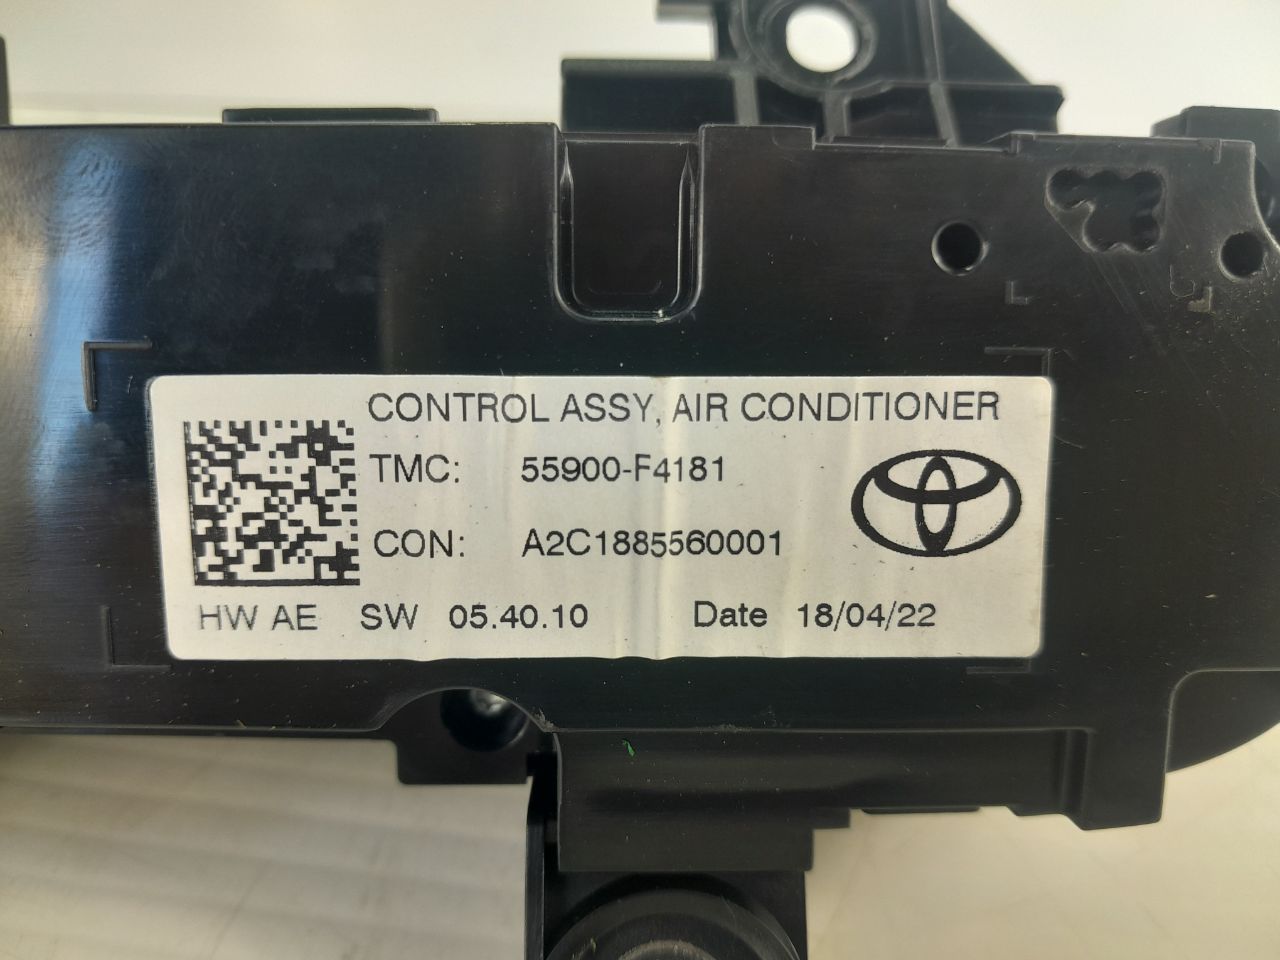 CONTROL ASSY, AIR CONDITIONER
TMC: 55900-F4181
CON: A2C1885560001
HW AE SW 05.40.10 Date 18/04/22